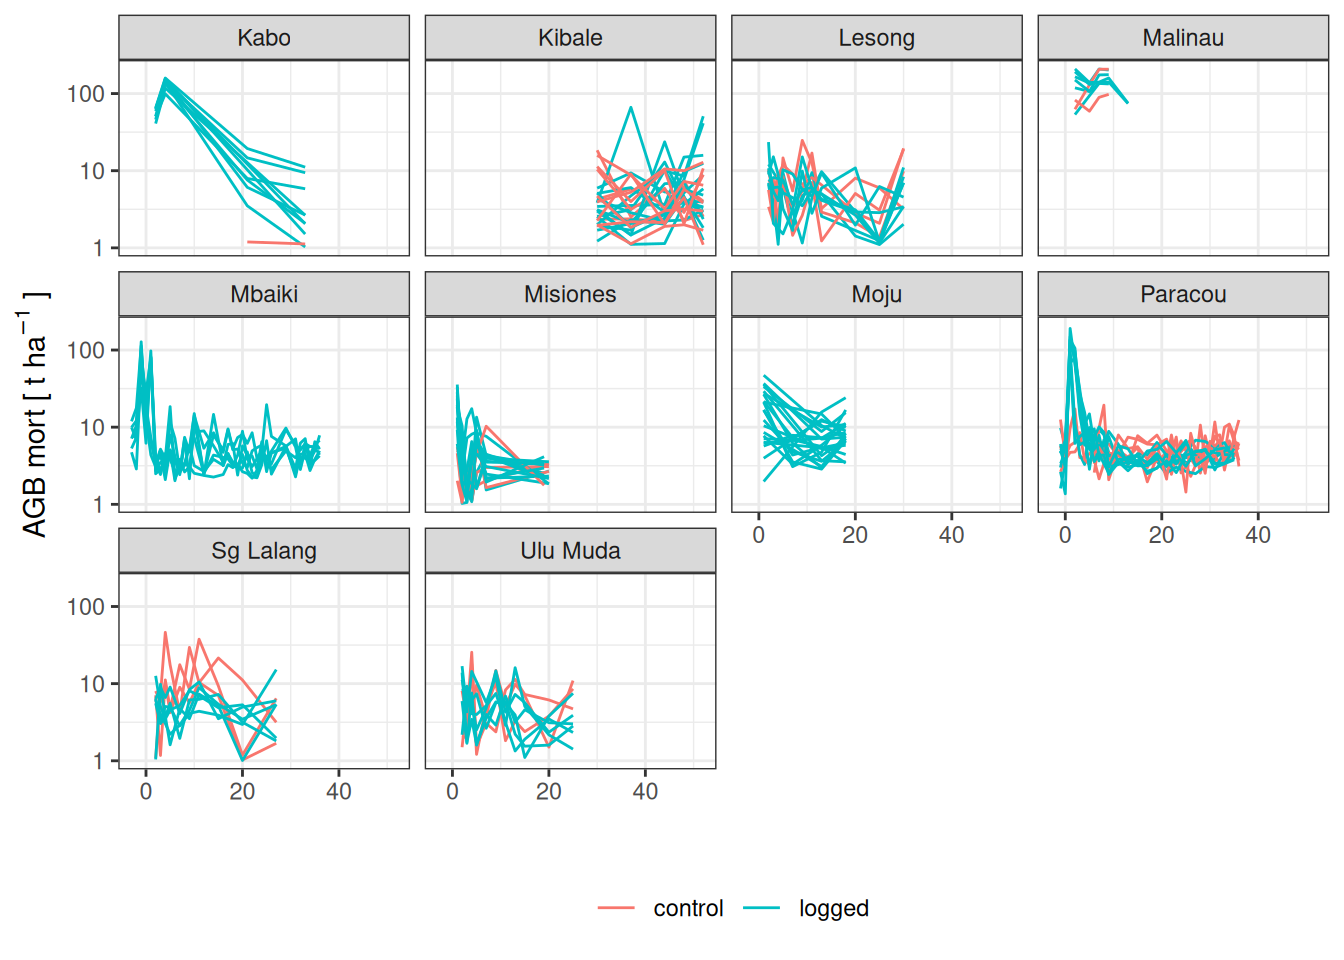 Kabo Kibale Lesong Malinau
100
10
1
Mbaiki Misiones Moju Paracou
100
10
1
0 20 40 0 20 40
Sg Lalang Ulu Muda
100
10
1
0 20 40 0 20 40
AGB mort [ t ha⁻¹ ]
control logged